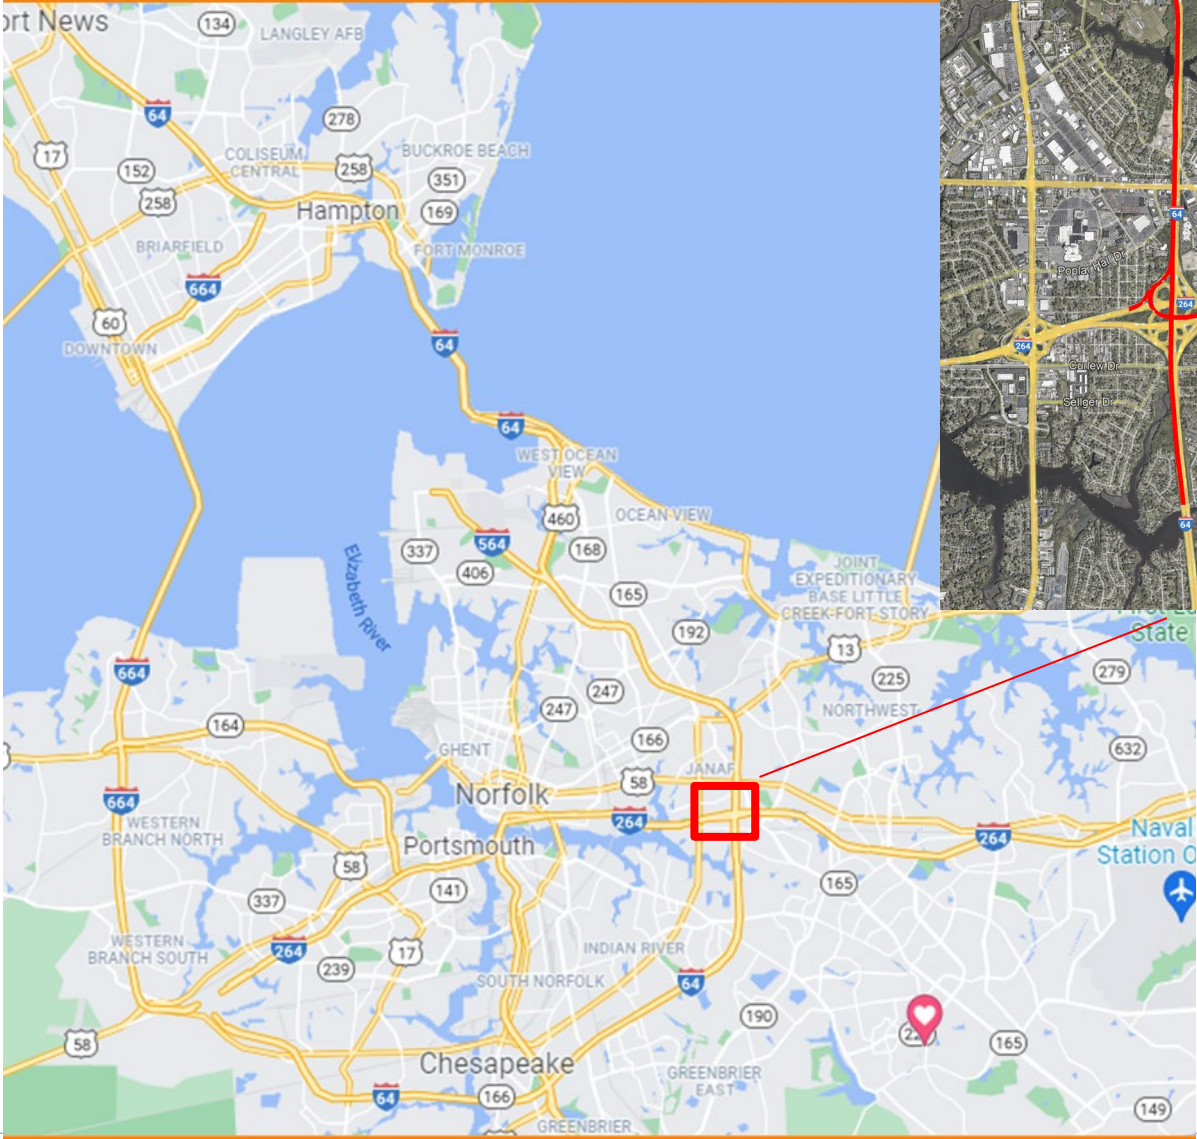 ort News
134
LANGLEY AFB
64
278
17
152
COLISEUM
CENTRAL
258
BUCKROE BEACH
351
258
Hampton
169
64
BRIARFIELD
FORT MONROE
664
264
Poplar Hall Dr
60
64
DOWNTOWN
264
Curlew Dr
Sellger Dr
64
WEST OCEAN
VIEW
460
OCEAN VIEW
64
337
564
168
Elizabeth River
406
JOINT
EXPEDITIONARY
BASE LITTLE
CREEK-FORT STORY
165
192
State
13
664
225
279
247
247
NORTHWEST
164
166
632
GHENT
JANAF
58
664
Norfolk
264
264
WESTERN
BRANCH NORTH
Naval
Station O
Portsmouth
58
141
165
337
WESTERN
BRANCH SOUTH
264
17
INDIAN RIVER
239
SOUTH NORFOLK
64
190
58
165
Chesapeake
GREENBRIER
EAST
64
166
149
GREENBRIER